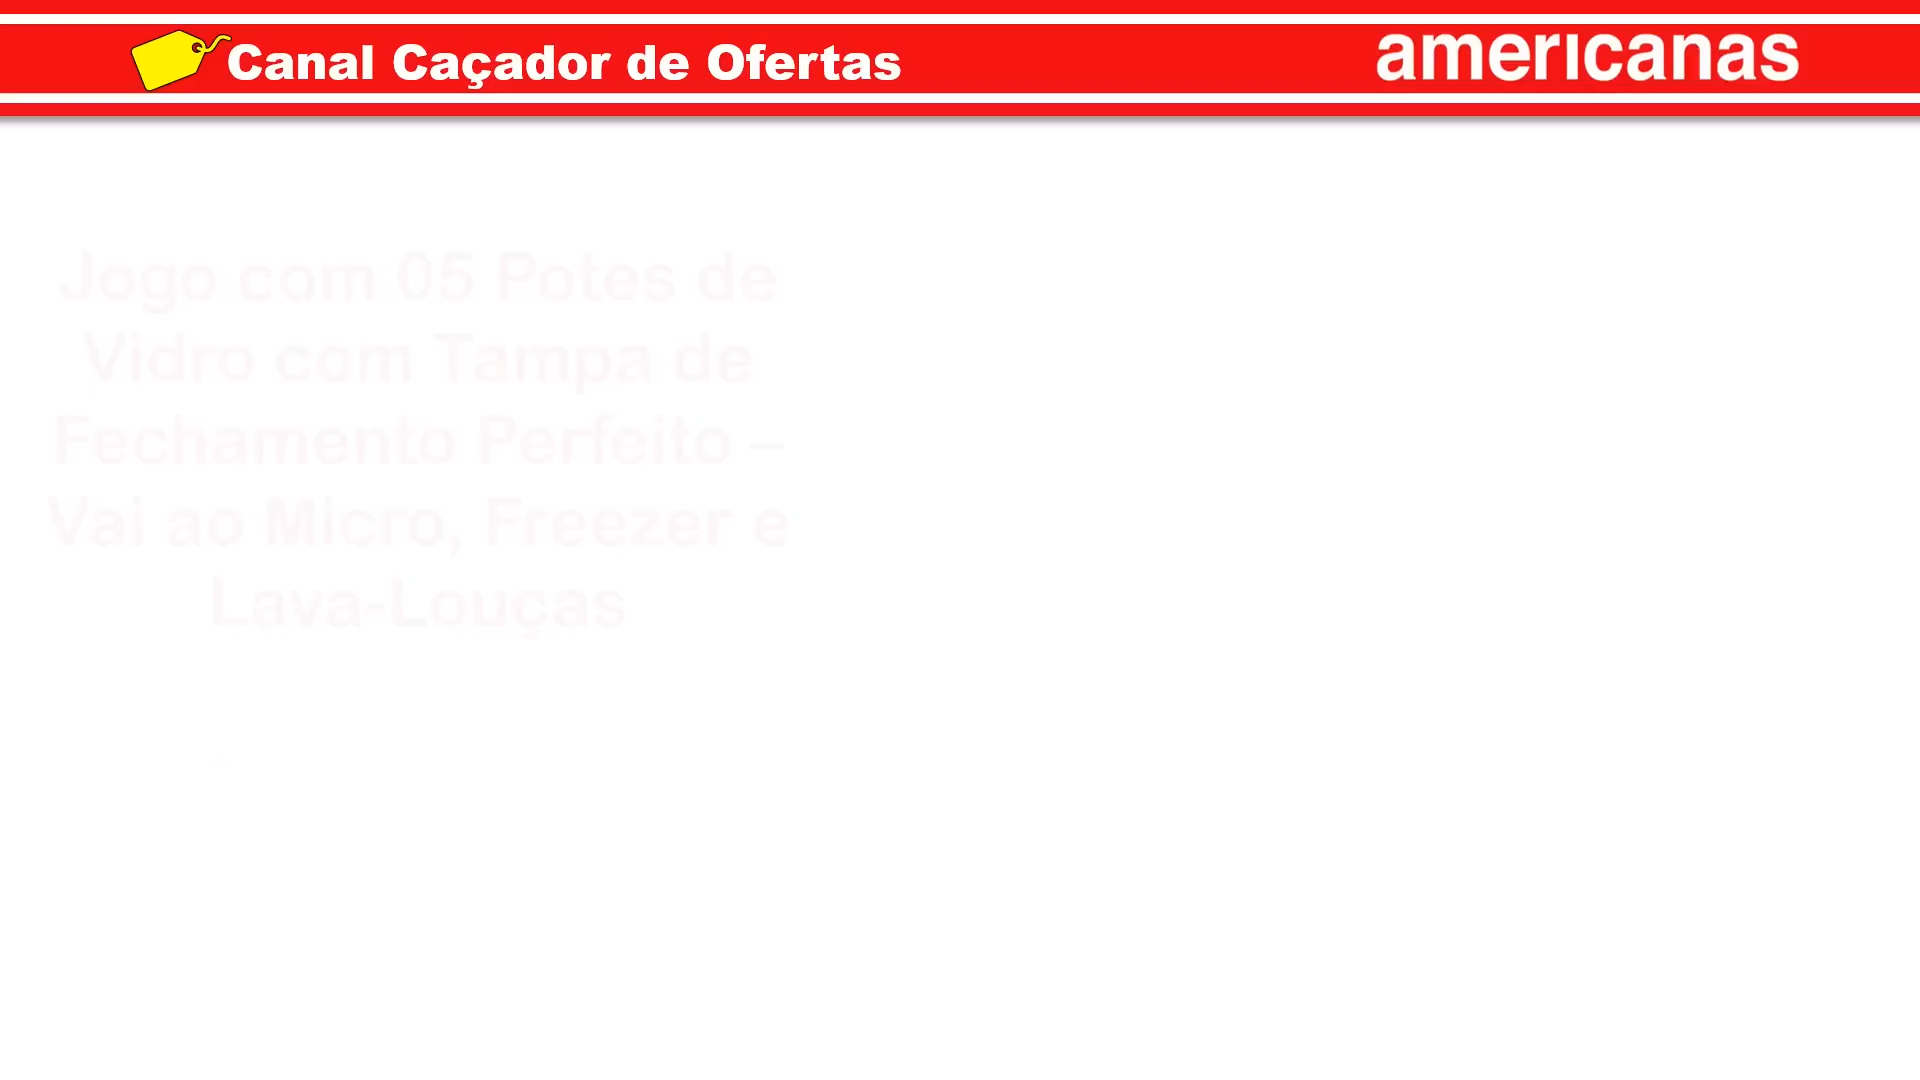 Canal Caçador de Ofertas
americanas
Jogo com 05 Potes de
Vidro com Tampa de
Fechamento Perfeito –
Vai ao Micro, Freezer e
Lava-Louças